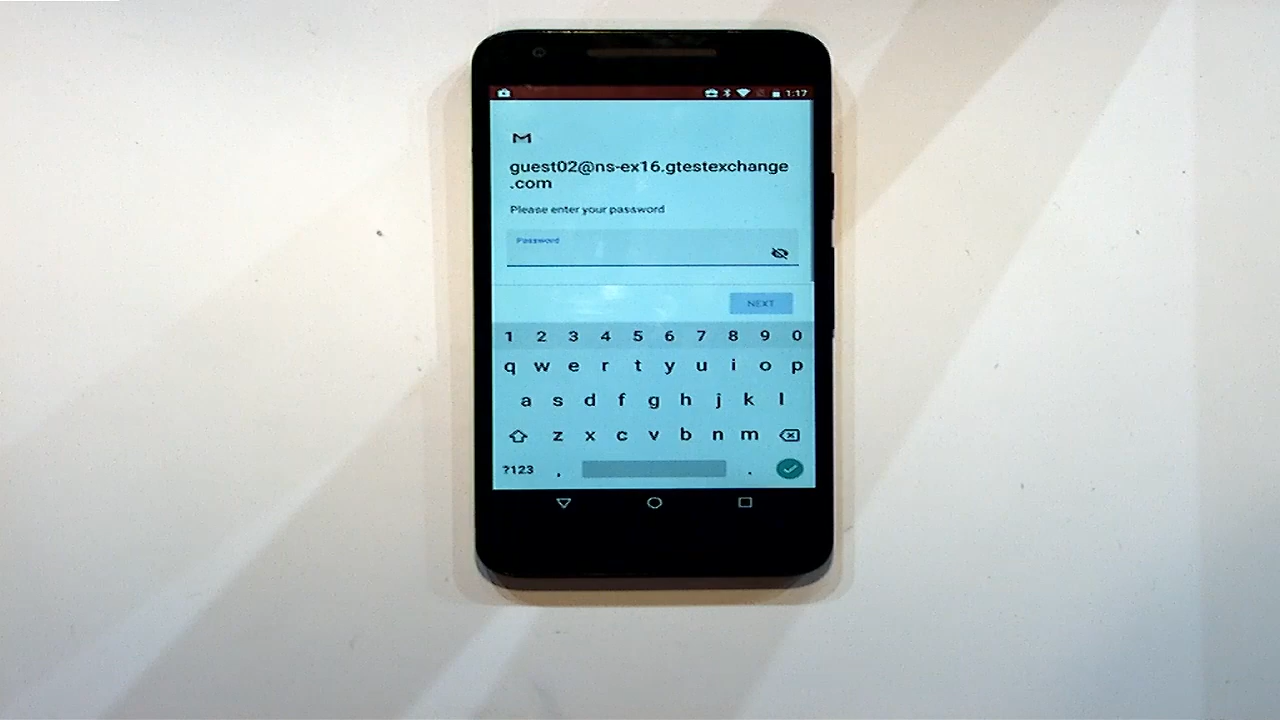 1:17
guest02@ns-ex16.gtestexchange
.com
Please enter your password
Password
NEXT
1 2 3 4 5 6 7 8 9 0
q w e r t y u i o p
a s d f g h j k l
z x c v b n m
?123 , .